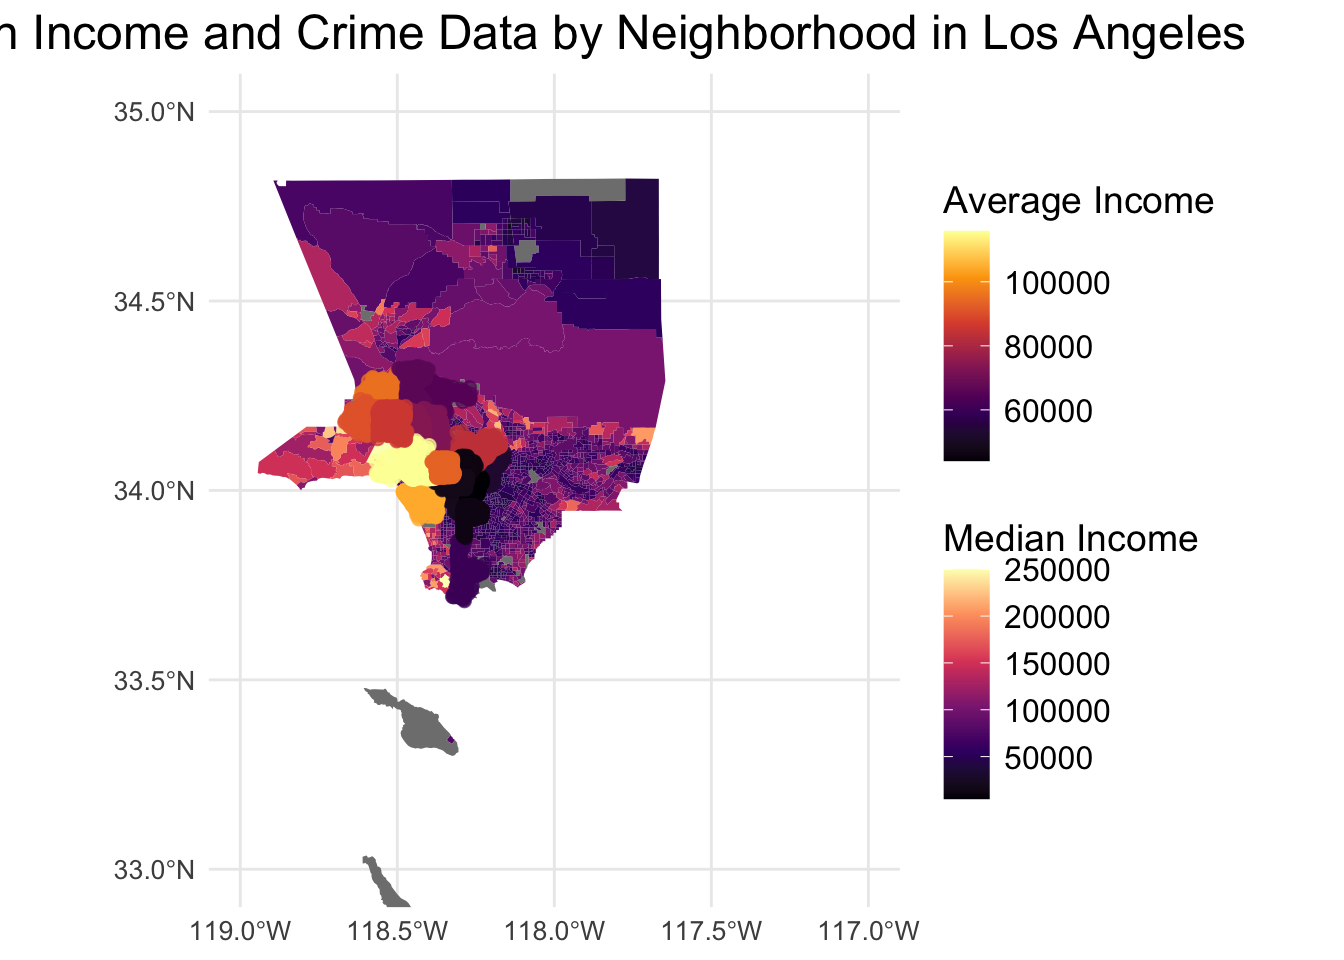 Income and Crime Data by Neighborhood in Los Angeles
35.0°N
34.5°N
34.0°N
33.5°N
33.0°N
119.0°W 118.5°W 118.0°W 117.5°W 117.0°W
Average Income
100000
80000
60000
Median Income
250000
200000
150000
100000
50000